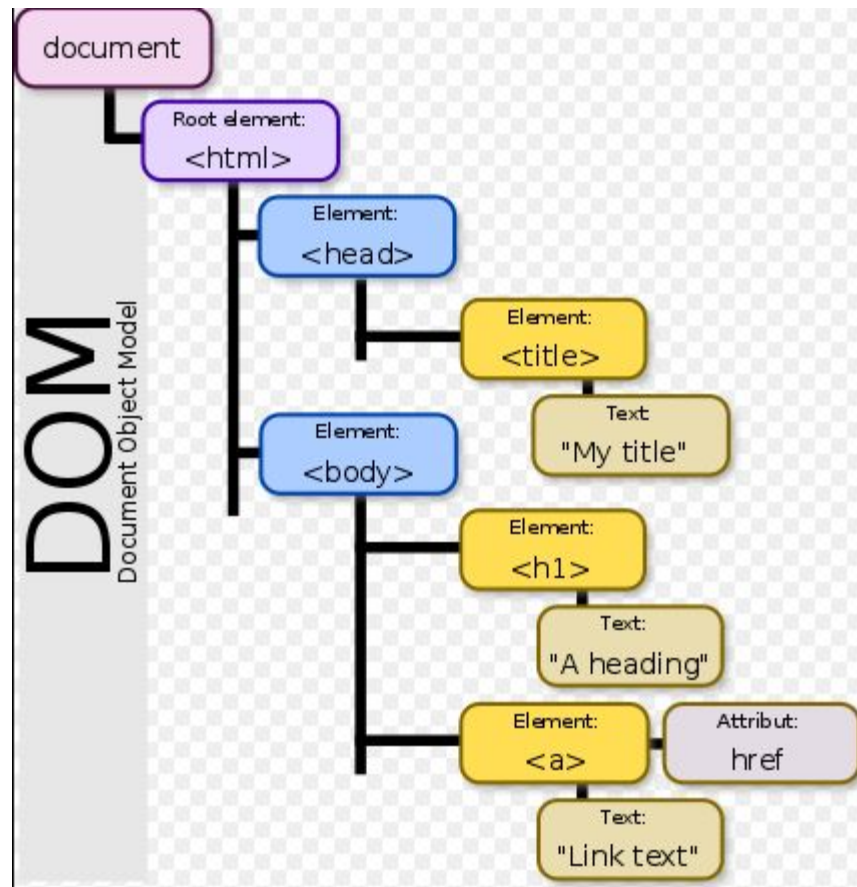 document
Root element:
<html>
Element:
<head>
Element:
<title>
Text
"My title"
Element:
<body>
Element:
<h1>
Text:
"A heading"
Element:
<a>
Attribut:
href
Text:
"Link text"
DOM
Document Object Model